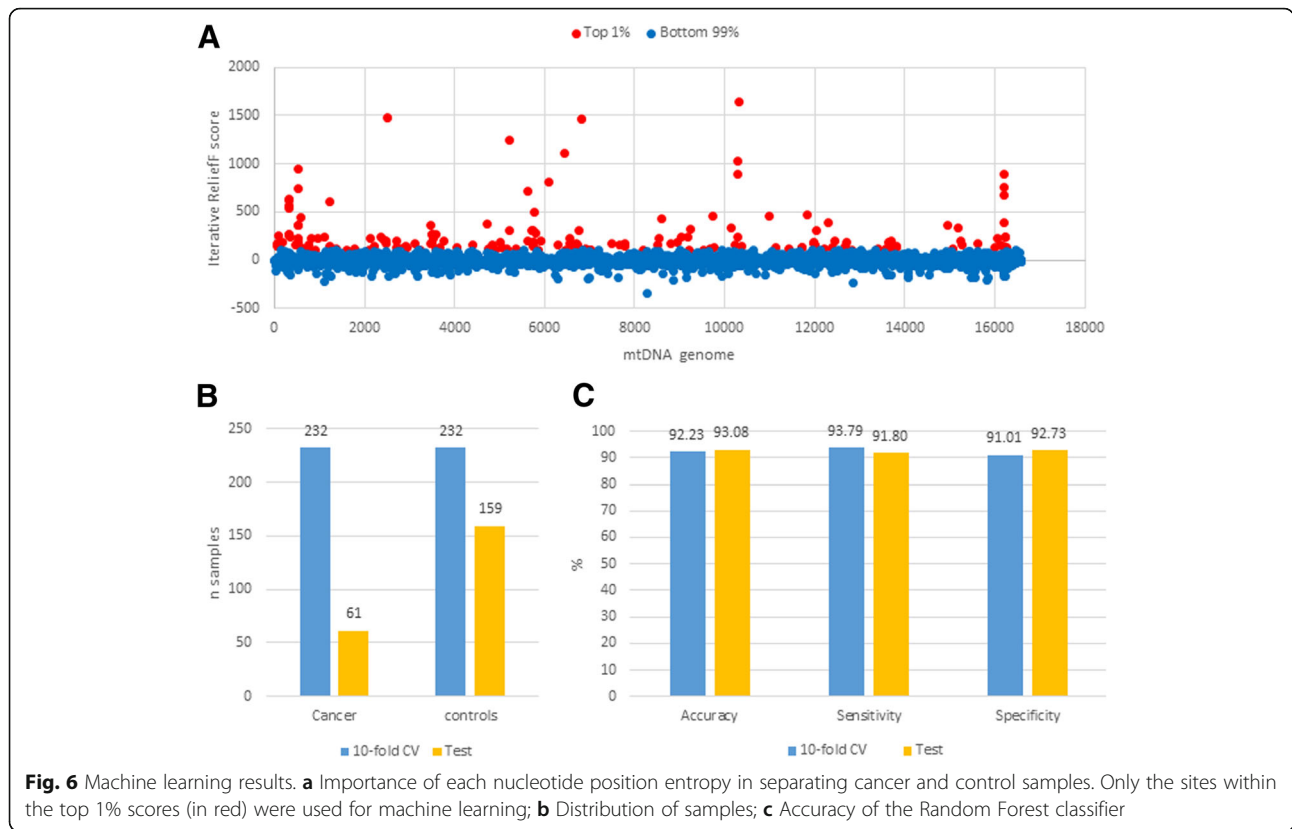 A
Top 1% Bottom 99%
2000
1500
1000
500
0
-500
Iterative ReliefF score
0 2000 4000 6000 8000 10000 12000 14000 16000 18000
mtDNA genome
B
250
200
150
100
50
0
n samples
232 61 232 159
Cancer controls
10-fold CV Test
C
100
90
80
70
60
50
40
30
20
10
0
%
92.23 93.08 93.79 91.80 91.01 92.73
Accuracy Sensitivity Specificity
10-fold CV Test
Fig. 6 Machine learning results. a Importance of each nucleotide position entropy in separating cancer and control samples. Only the sites within
the top 1% scores (in red) were used for machine learning; b Distribution of samples; c Accuracy of the Random Forest classifier